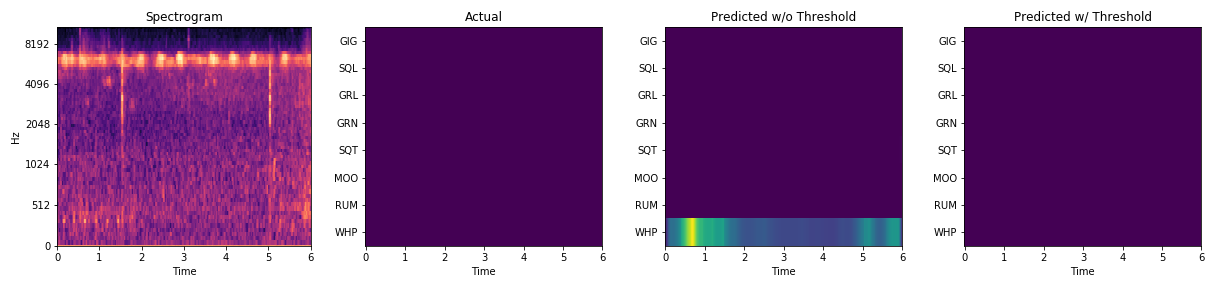 Spectrogram
Actual
Predicted w/o Threshold
Predicted w/ Threshold
Hz
8192
4096
2048
1024
512
0
0 1 2 3 4 5 6
Time
GIG
SQL
GRL
GRN
SQT
MOO
RUM
WHP
0 1 2 3 4 5 6
Time
GIG
SQL
GRL
GRN
SQT
MOO
RUM
WHP
0 1 2 3 4 5 6
Time
GIG
SQL
GRL
GRN
SQT
MOO
RUM
WHP
0 1 2 3 4 5 6
Time